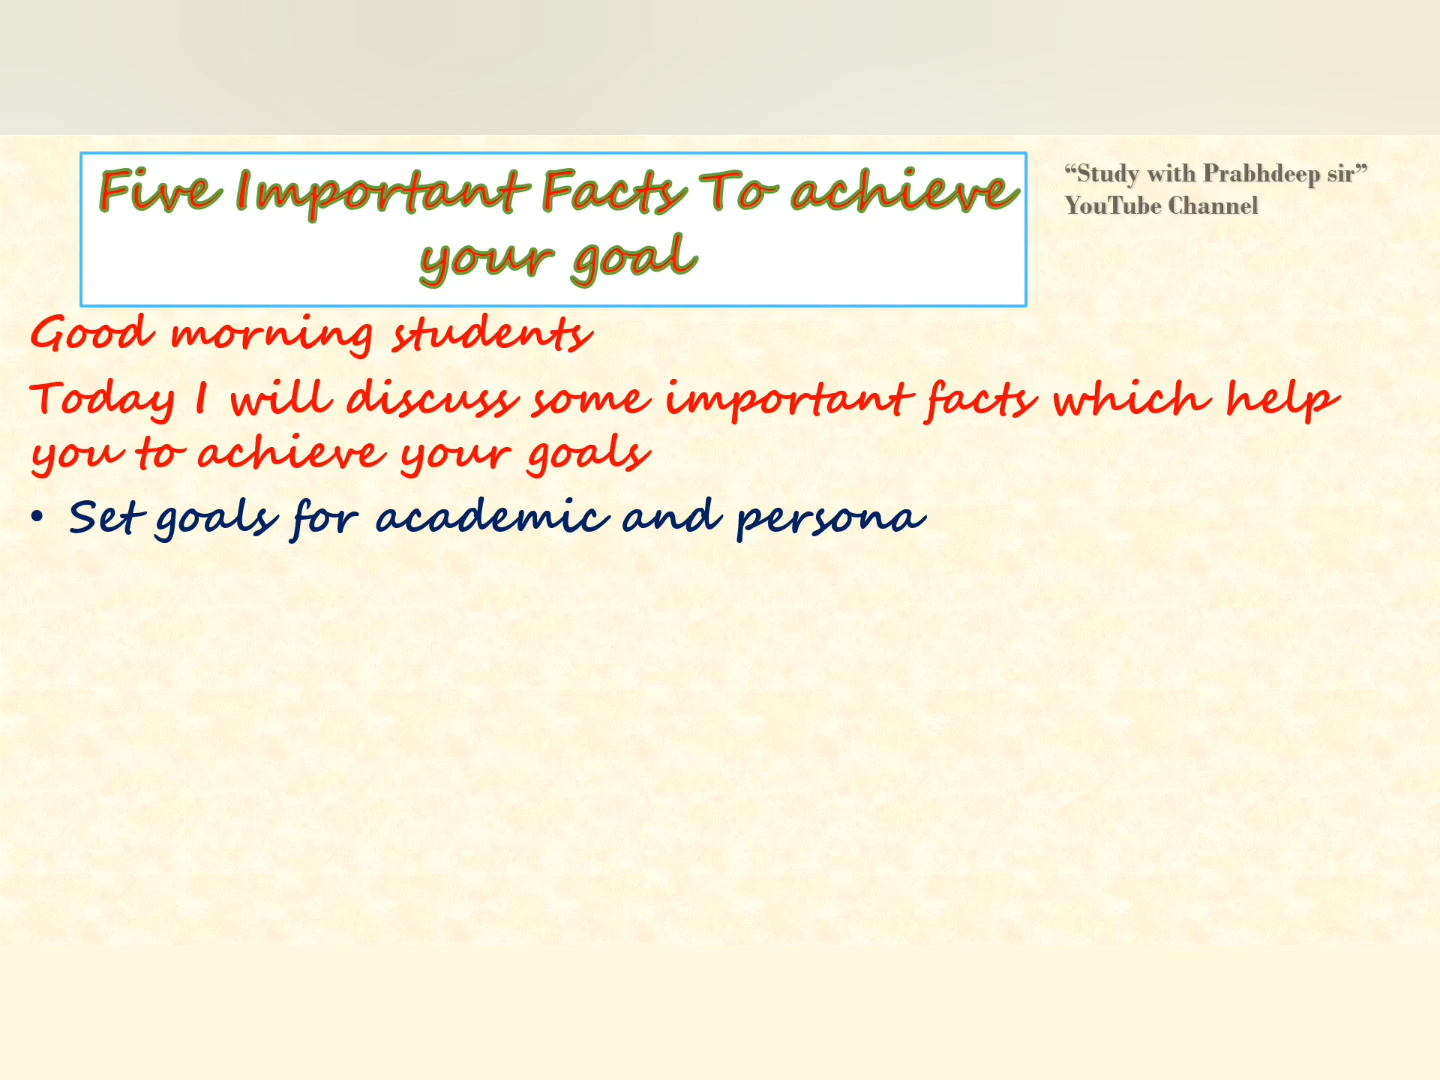 Five Important Facts To achieve
your goal
“Study with Prabhdeep sir”
YouTube Channel
Good morning students
Today I will discuss some important facts which help
you to achieve your goals
• Set goals for academic and persona